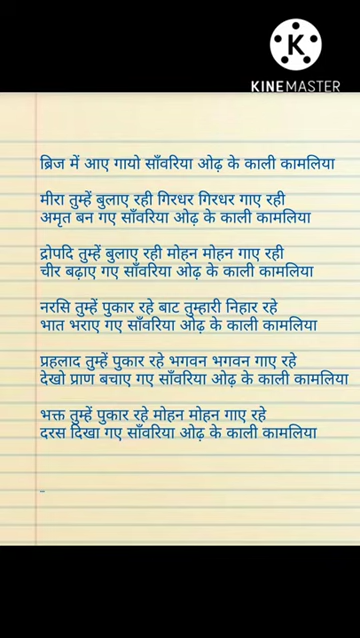 KINEMASTER
ब्रिज में आए गायो साँवरिया ओढ़ के काली कामलिया
मीरा तुम्हें बुलाए रही गिरधर गिरधर गाए रही
अमृत बन गए साँवरिया ओढ़ के काली कामलिया
द्रोपदि तुम्हें बुलाए रही मोहन मोहन गाए रही
चीर बढ़ाए गए साँवरिया ओढ़ के काली कामलिया
नरसि तुम्हें पुकार रहे बाट तुम्हारी निहार रहे
भात भराए गए साँवरिया ओढ़ के काली कामलिया
प्रहलाद तुम्हें पुकार रहे भगवन भगवन गाए रहे
देखो प्राण बचाए गए साँवरिया ओढ़ के काली कामलिया
भक्त तुम्हें पुकार रहे मोहन मोहन गाए रहे
दरस दिखा गए साँवरिया ओढ़ के काली कामलिया